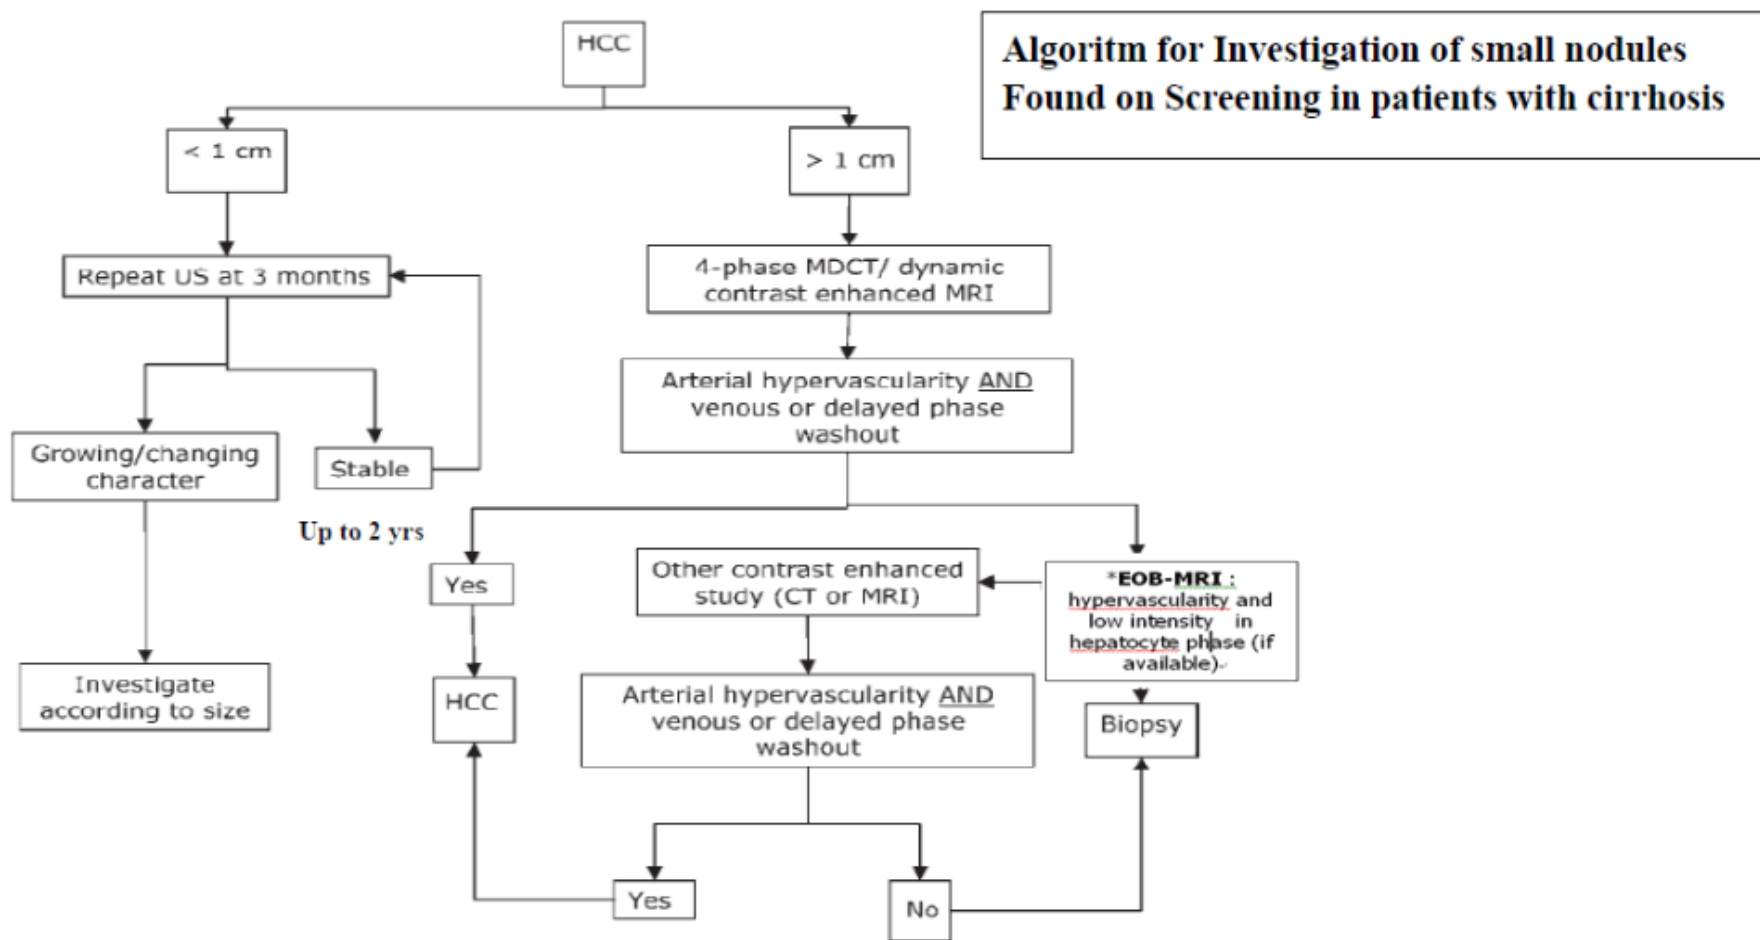 HCC
Algoritm for Investigation of small nodules
Found on Screening in patients with cirrhosis
< 1 cm
> 1 cm
Repeat US at 3 months
4-phase MDCT/ dynamic
contrast enhanced MRI
Arterial hypervascularity AND
venous or delayed phase
washout
Growing/changing
character
Stable
Up to 2 yrs
Yes
Other contrast enhanced
study (CT or MRI)
*EOB-MRI :
hypervascularity and
low intensity in
hepatocyte phase (if
available)
Investigate
according to size
HCC
Arterial hypervascularity AND
venous or delayed phase
washout
Biopsy
Yes
No